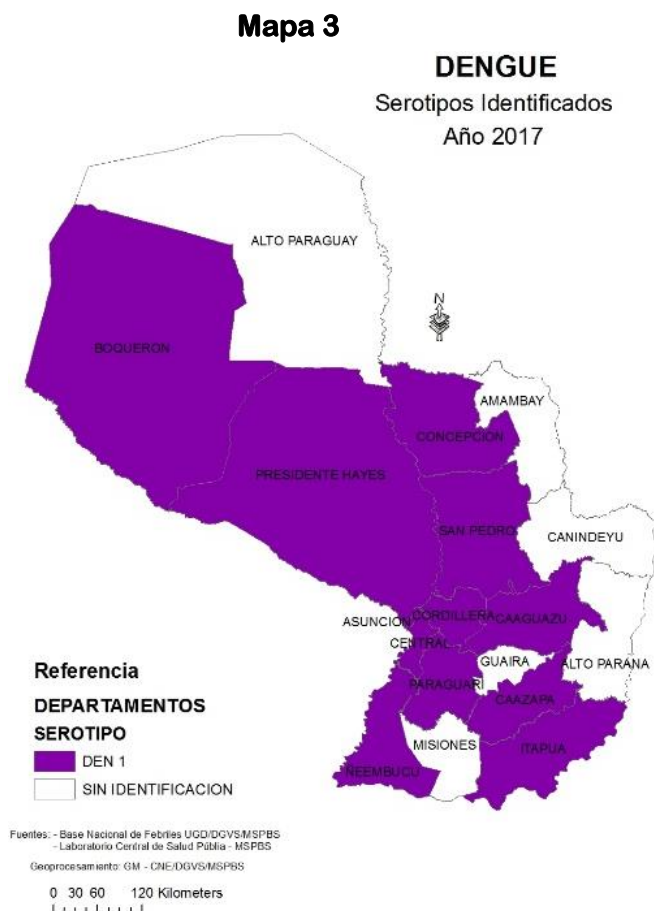 Mapa 3
DENGUE
Serotipos Identificados
Año 2017
ALTO PARAGUAY
BOQUERON
N
AMAMBAY
CONCEPCION
PRESIDENTE HAYES
SAN PEDRO
CANINDEYU
ASUNCION
CORDILLERA
CAAGUAZU
CENTRAL
GUAIRA
ALTO PARANA
PARAGUARI
CAAZAPA
MISIONES
ITAPUA
ÑEEMBUCU
Referencia
DEPARTAMENTOS
SEROTIPO
DEN 1
SIN IDENTIFICACION
Fuentes: - Base Nacional de Febriles UGD/DGVS/MSPBS
- Laboratorio Central de Salud Públia - MSPBS
Geoprocesamiento: GM - CNE/DGVS/MSPBS
0 30 60 120 Kilometers